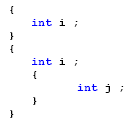 {
int i ;
}
{
int i ;
{
int j ;
}
}